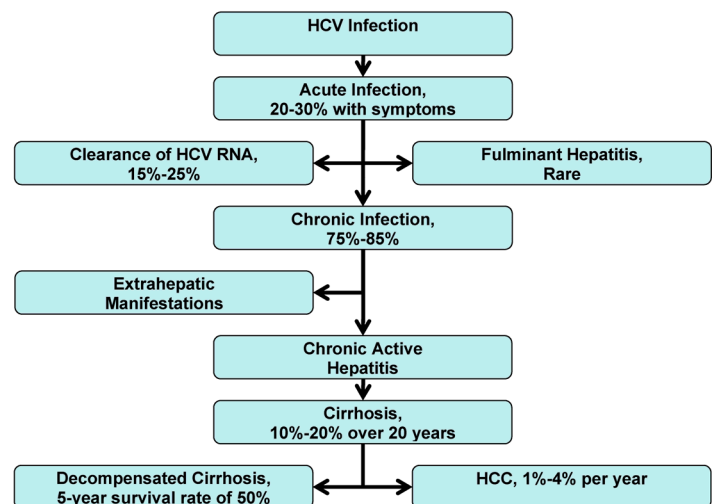 HCV Infection
Acute Infection,
20-30% with symptoms
Clearance of HCV RNA,
15%-25%
Fulminant Hepatitis,
Rare
Chronic Infection,
75%-85%
Extrahepatic
Manifestations
Chronic Active
Hepatitis
Cirrhosis,
10%-20% over 20 years
Decompensated Cirrhosis,
5-year survival rate of 50%
HCC, 1%-4% per year